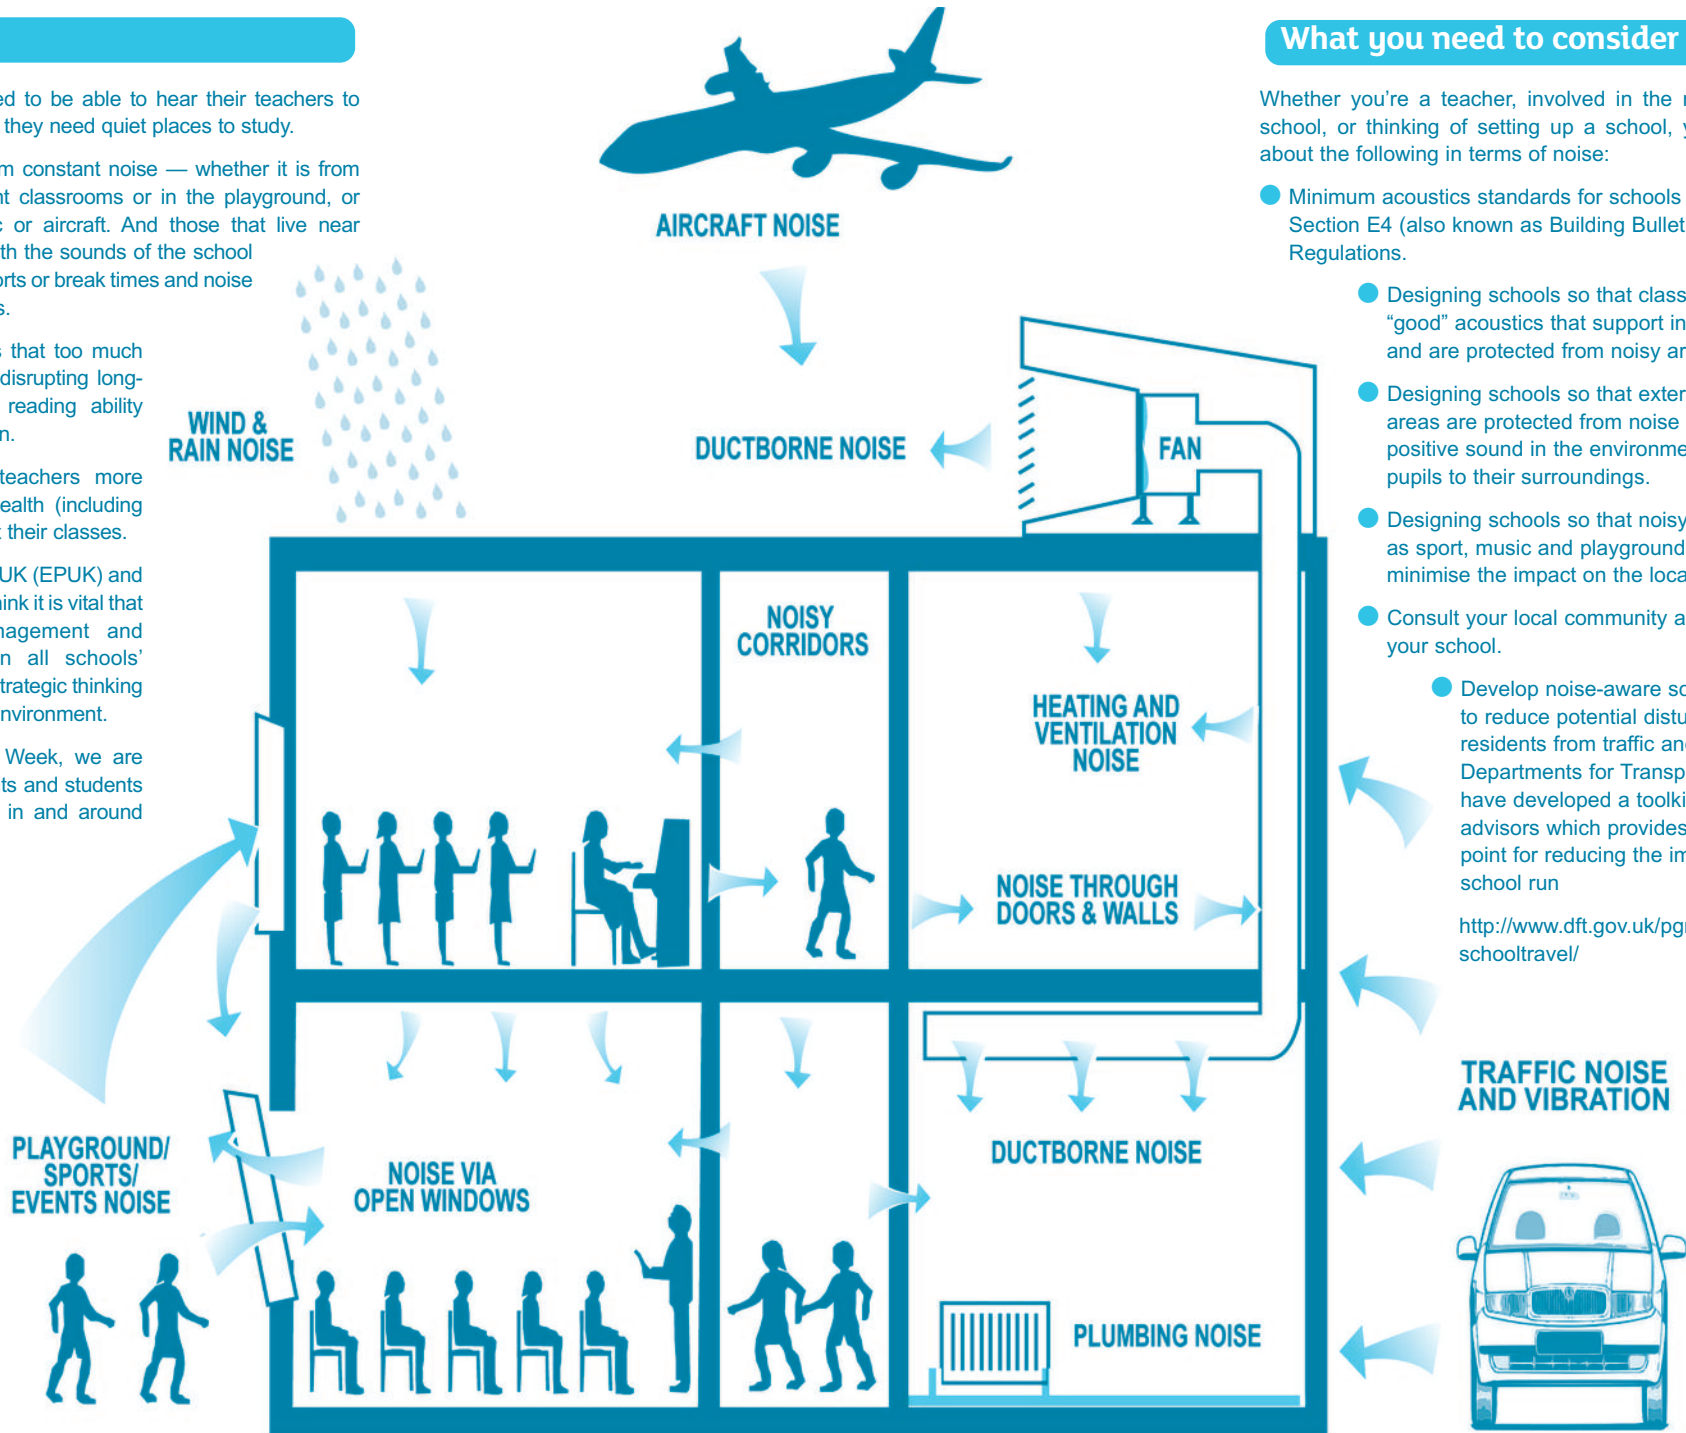 ed to be able to hear their teachers to
they need quiet places to study.
m constant noise — whether it is from
nt classrooms or in the playground, or
c or aircraft. And those that live near
th the sounds of the school
orts or break times and noise
s.
s that too much
disrupting long-
reading ability
n.
teachers more
ealth (including
t their classes.
UK (EPUK) and
ink it is vital that
nagement and
n all schools’
trategic thinking
nvironment.
Week, we are
ts and students
in and around
AIRCRAFT NOISE
WIND &
RAIN NOISE
DUCTBORNE NOISE
FAN
NOISY
CORRIDORS
HEATING AND
VENTILATION
NOISE
NOISE THROUGH
DOORS & WALLS
PLAYGROUND/
SPORTS/
EVENTS NOISE
NOISE VIA
OPEN WINDOWS
DUCTBORNE NOISE
PLUMBING NOISE
TRAFFIC NOISE
AND VIBRATION
What you need to consider
Whether you’re a teacher, involved in the
school, or thinking of setting up a school,
about the following in terms of noise:
Minimum acoustics standards for schools
Section E4 (also known as Building Bullet
Regulations.
Designing schools so that class
“good” acoustics that support in
and are protected from noisy ar
Designing schools so that exter
areas are protected from noise
positive sound in the environme
pupils to their surroundings.
Designing schools so that noisy
as sport, music and playground
minimise the impact on the loca
Consult your local community a
your school.
Develop noise-aware sc
to reduce potential distu
residents from traffic and
Departments for Transp
have developed a toolki
advisors which provides
point for reducing the im
school run
http://www.dft.gov.uk/pgr
schooltravel/